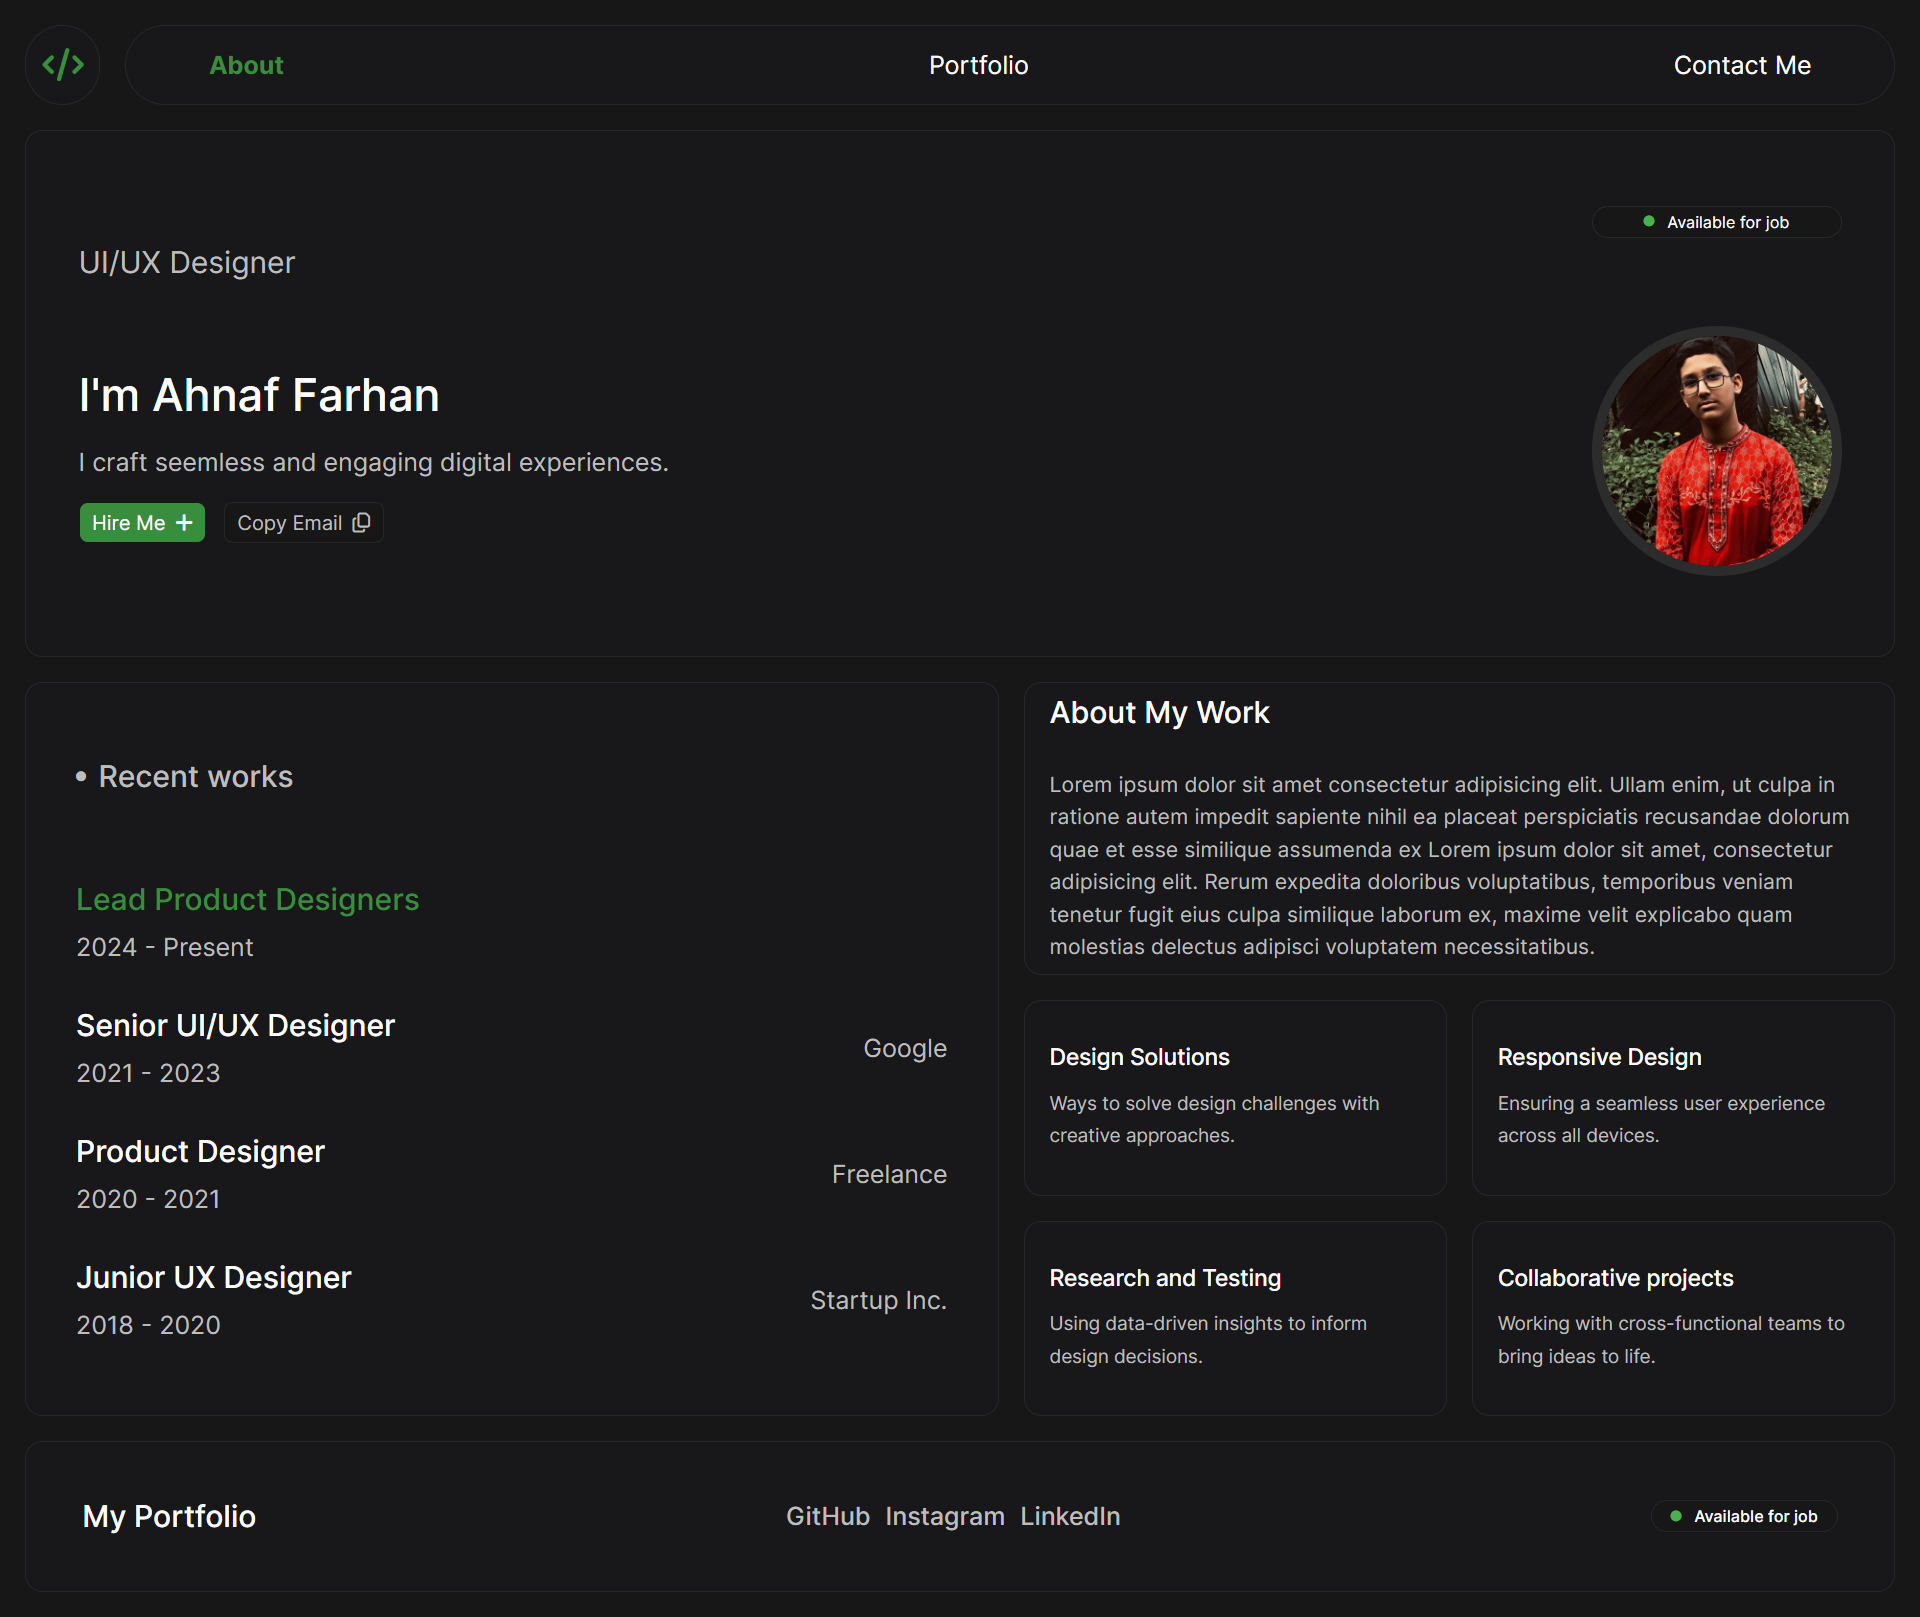 </>
About
Portfolio
Contact Me
Available for job
UI/UX Designer
I'm Ahnaf Farhan
I craft seemless and engaging digital experiences.
Hire Me +
Copy Email
• Recent works
Lead Product Designers
2024 - Present
Senior UI/UX Designer
2021 - 2023
Google
Product Designer
2020 - 2021
Freelance
Junior UX Designer
2018 - 2020
Startup Inc.
About My Work
Lorem ipsum dolor sit amet consectetur adipisicing elit. Ullam enim, ut culpa in
ratione autem impedit sapiente nihil ea placeat perspiciatis recusandae dolorum
quae et esse similique assumenda ex Lorem ipsum dolor sit amet, consectetur
adipisicing elit. Rerum expedita doloribus voluptatibus, temporibus veniam
tenetur fugit eius culpa similique laborum ex, maxime velit explicabo quam
molestias delectus adipisci voluptatem necessitatibus.
Design Solutions
Ways to solve design challenges with
creative approaches.
Responsive Design
Ensuring a seamless user experience
across all devices.
Research and Testing
Using data-driven insights to inform
design decisions.
Collaborative projects
Working with cross-functional teams to
bring ideas to life.
My Portfolio
GitHub Instagram LinkedIn
Available for job